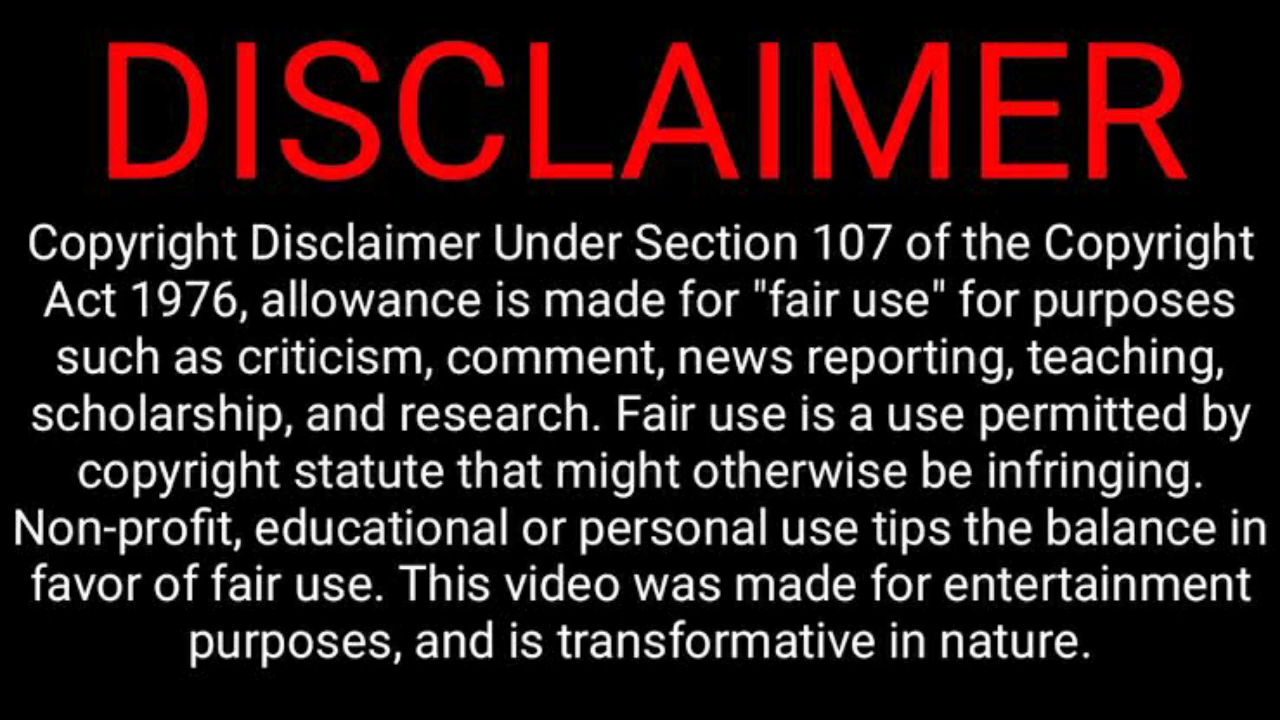 DISCLAIMER
Copyright Disclaimer Under Section 107 of the Copyright
Act 1976, allowance is made for "fair use" for purposes
such as criticism, comment, news reporting, teaching,
scholarship, and research. Fair use is a use permitted by
copyright statute that might otherwise be infringing.
Non-profit, educational or personal use tips the balance in
favor of fair use. This video was made for entertainment
purposes, and is transformative in nature.